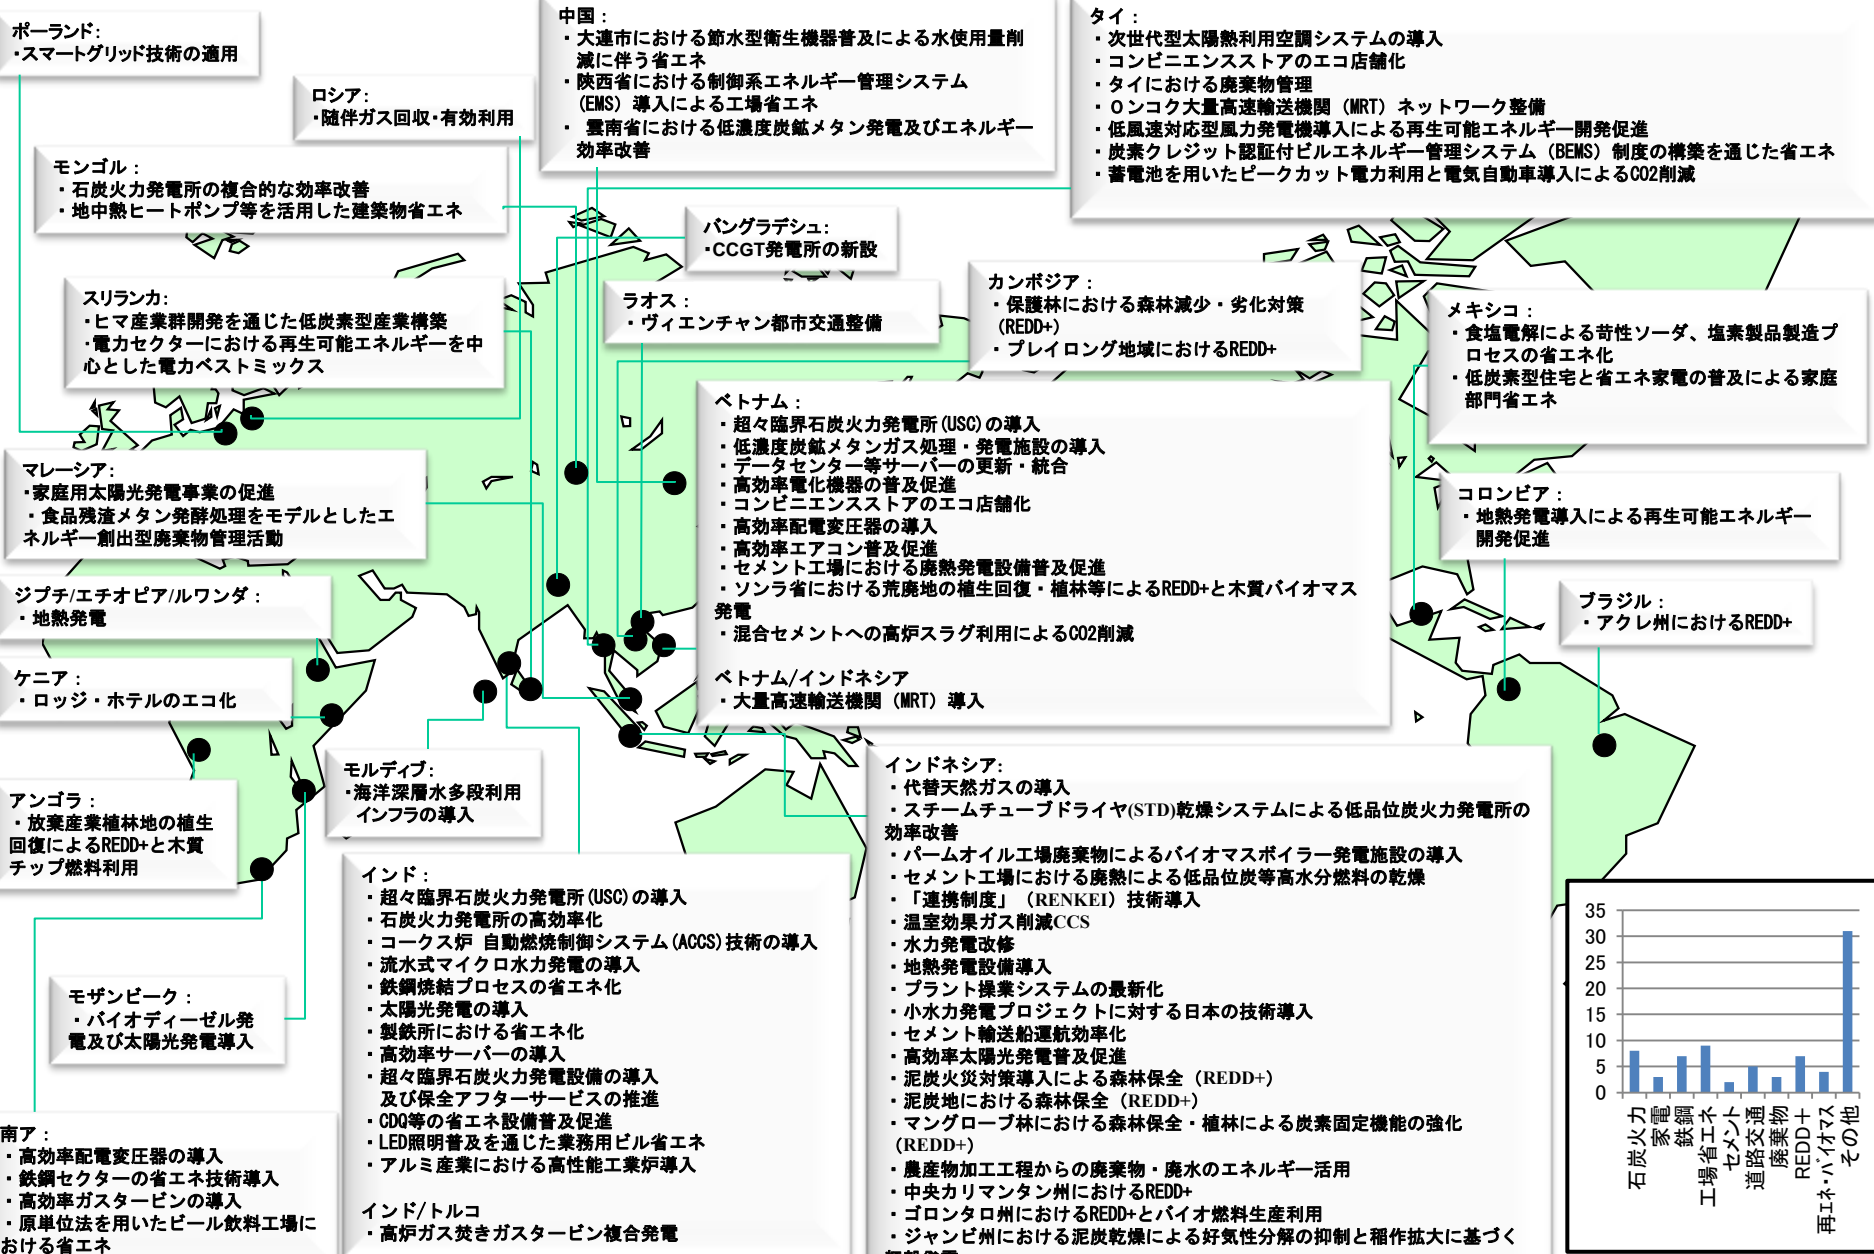 ポーランド:
・スマートグリッド技術の適用
ロシア:
・随伴ガス回収・有効利用
中国:
・大連市における節水型衛生機器普及による水使用量削
減に伴う省エネ
・陝西省における制御系エネルギー管理システム
(EMS) 導入による工場省エネ
・ 雲南省における低濃度炭鉱メタン発電及びエネルギー
効率改善
タイ:
・次世代型太陽熱利用空調システムの導入
・コンビニエンスストアのエコ店舗化
・タイにおける廃棄物管理
・0ンコク大量高速輸送機関 (MRT) ネットワーク整備
・低風速対応型風力発電機導入による再生可能エネルギー開発促進
・炭素クレジット認証付ビルエネルギー管理システム (BEMS) 制度の構築を通じた省エネ
・蓄電池を用いたピークカット電力利用と電気自動車導入によるCO2削減
モンゴル:
・石炭火力発電所の複合的な効率改善
・地中熱ヒートポンプ等を活用した建築物省エネ
バングラデシュ:
・CCGT発電所の新設
スリランカ:
・ヒマ産業群開発を通じた低炭素型産業構築
・電力セクターにおける再生可能エネルギーを中
心とした電力ベストミックス
ラオス:
・ヴィエンチャン都市交通整備
カンボジア:
・保護林における森林減少・劣化対策
(REDD+)
・プレイロング地域におけるREDD+
メキシコ:
・食塩電解による苛性ソーダ、塩素製品製造プ
ロセスの省エネ化
・低炭素型住宅と省エネ家電の普及による家庭
部門省エネ
ベトナム:
・超々臨界石炭火力発電所(USC)の導入
・低濃度炭鉱メタンガス処理・発電施設の導入
・データセンター等サーバーの更新・統合
・高効率電化機器の普及促進
・コンビニエンスストアのエコ店舗化
・高効率配電変圧器の導入
・高効率エアコン普及促進
・セメント工場における廃熱発電設備普及促進
・ソンラ省における荒廃地の植生回復・植林等によるREDD+と木質バイオマス
発電
・混合セメントへの高炉スラグ利用によるCO2削減
ベトナム/インドネシア
・大量高速輸送機関 (MRT) 導入
マレーシア:
・家庭用太陽光発電事業の促進
・食品残渣メタン発酵処理をモデルとしたエ
ネルギー創出型廃棄物管理活動
コロンビア:
・地熱発電導入による再生可能エネルギー
開発促進
ジプチ/エチオピア/ルワンダ:
・地熱発電
ブラジル:
・アクレ州におけるREDD+
ケニア:
・ロッジ・ホテルのエコ化
モルディブ:
・海洋深層水多段利用
インフラの導入
アンゴラ:
・放棄産業植林地の植生
回復によるREDD+と木質
チップ燃料利用
インドネシア:
・代替天然ガスの導入
・スチームチューブドライヤ(STD)乾燥システムによる低品位炭火力発電所の
効率改善
・パームオイル工場廃棄物によるバイオマスボイラー発電施設の導入
・セメント工場における廃熱による低品位炭等高水分燃料の乾燥
・「連携制度」 (RENKEI) 技術導入
・温室効果ガス削減CCS
・水力発電改修
・地熱発電設備導入
・プラント操業システムの最新化
・小水力発電プロジェクトに対する日本の技術導入
・セメント輸送船運航効率化
・高効率太陽光発電普及促進
・泥炭火災対策導入による森林保全 (REDD+)
・泥炭地における森林保全 (REDD+)
・マングローブ林における森林保全・植林による炭素固定機能の強化
(REDD+)
・農産物加工工程からの廃棄物・廃水のエネルギー活用
・中央カリマンタン州におけるREDD+
・ゴロンタロ州におけるREDD+とバイオ燃料生産利用
・ジャンビ州における泥炭乾燥による好気性分解の抑制と稲作拡大に基づく
インド:
・超々臨界石炭火力発電所(USC)の導入
・石炭火力発電所の高効率化
・コークス炉 自動燃焼制御システム(ACCS)技術の導入
・流水式マイクロ水力発電の導入
・鉄鋼焼結プロセスの省エネ化
・太陽光発電の導入
・製鉄所における省エネ化
・高効率サーバーの導入
・超々臨界石炭火力発電設備の導入
及び保全アフターサービスの推進
・CDQ等の省エネ設備普及促進
・LED照明普及を通じた業務用ビル省エネ
・アルミ産業における高性能工業炉導入
インド/トルコ
・高炉ガス焚きガスタービン複合発電
モザンビーク:
・バイオディーゼル発
電及び太陽光発電導入
南ア:
・高効率配電変圧器の導入
・鉄鋼セクターの省エネ技術導入
・高効率ガスタービンの導入
・原単位法を用いたビール飲料工場に
おける省エネ
35
30
25
20
15
10
5
0
石炭火力
家電
鉄鋼
工場省エネ
セメント
道路交通
廃棄物
REDD+
再エネ・バイオマス
その他